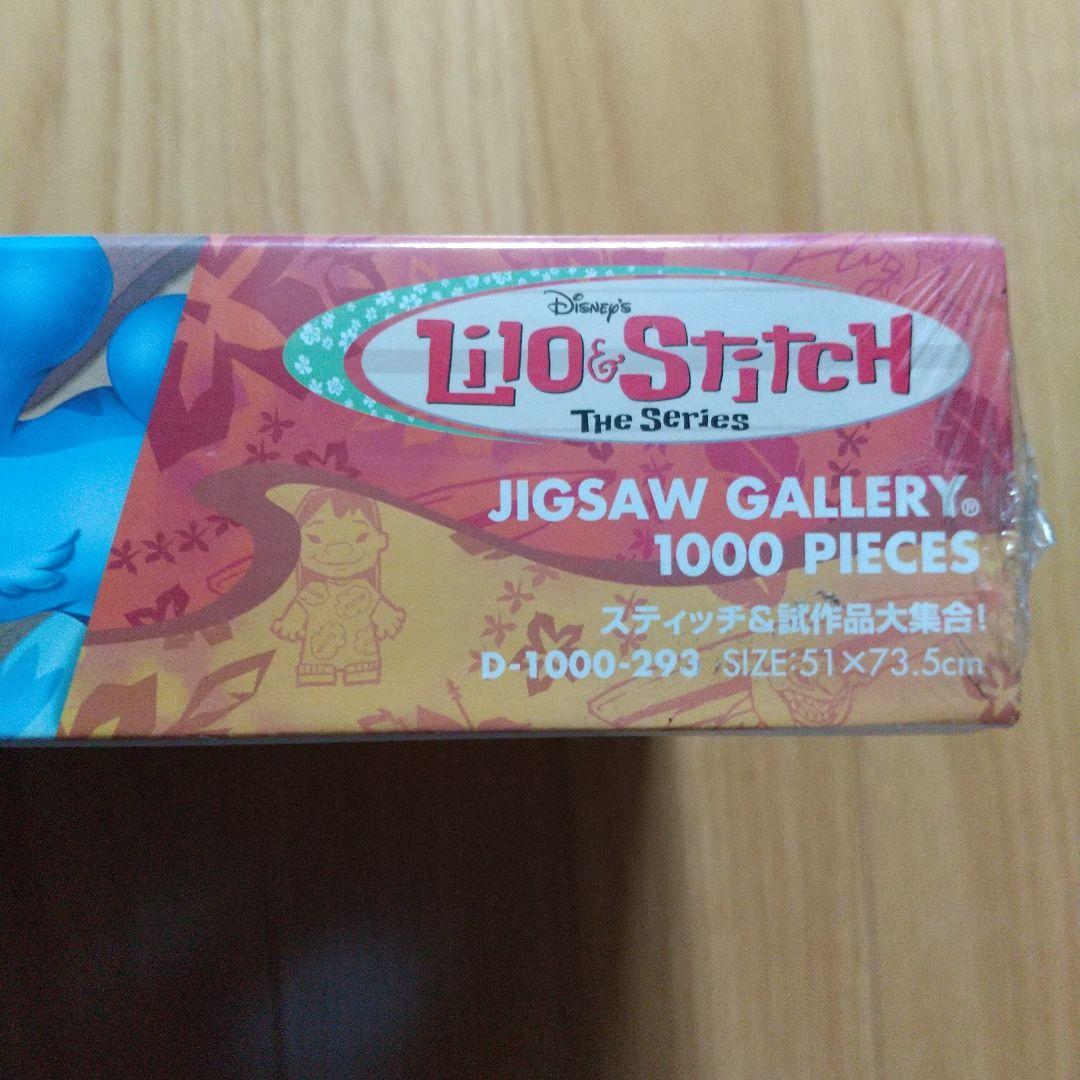 Disney's
Lilo & Stitch
The Series
JIGSAW GALLERY®
1000 PIECES
スティッチ&試作品大集合!
D-1000-293 SIZE:51×73.5cm